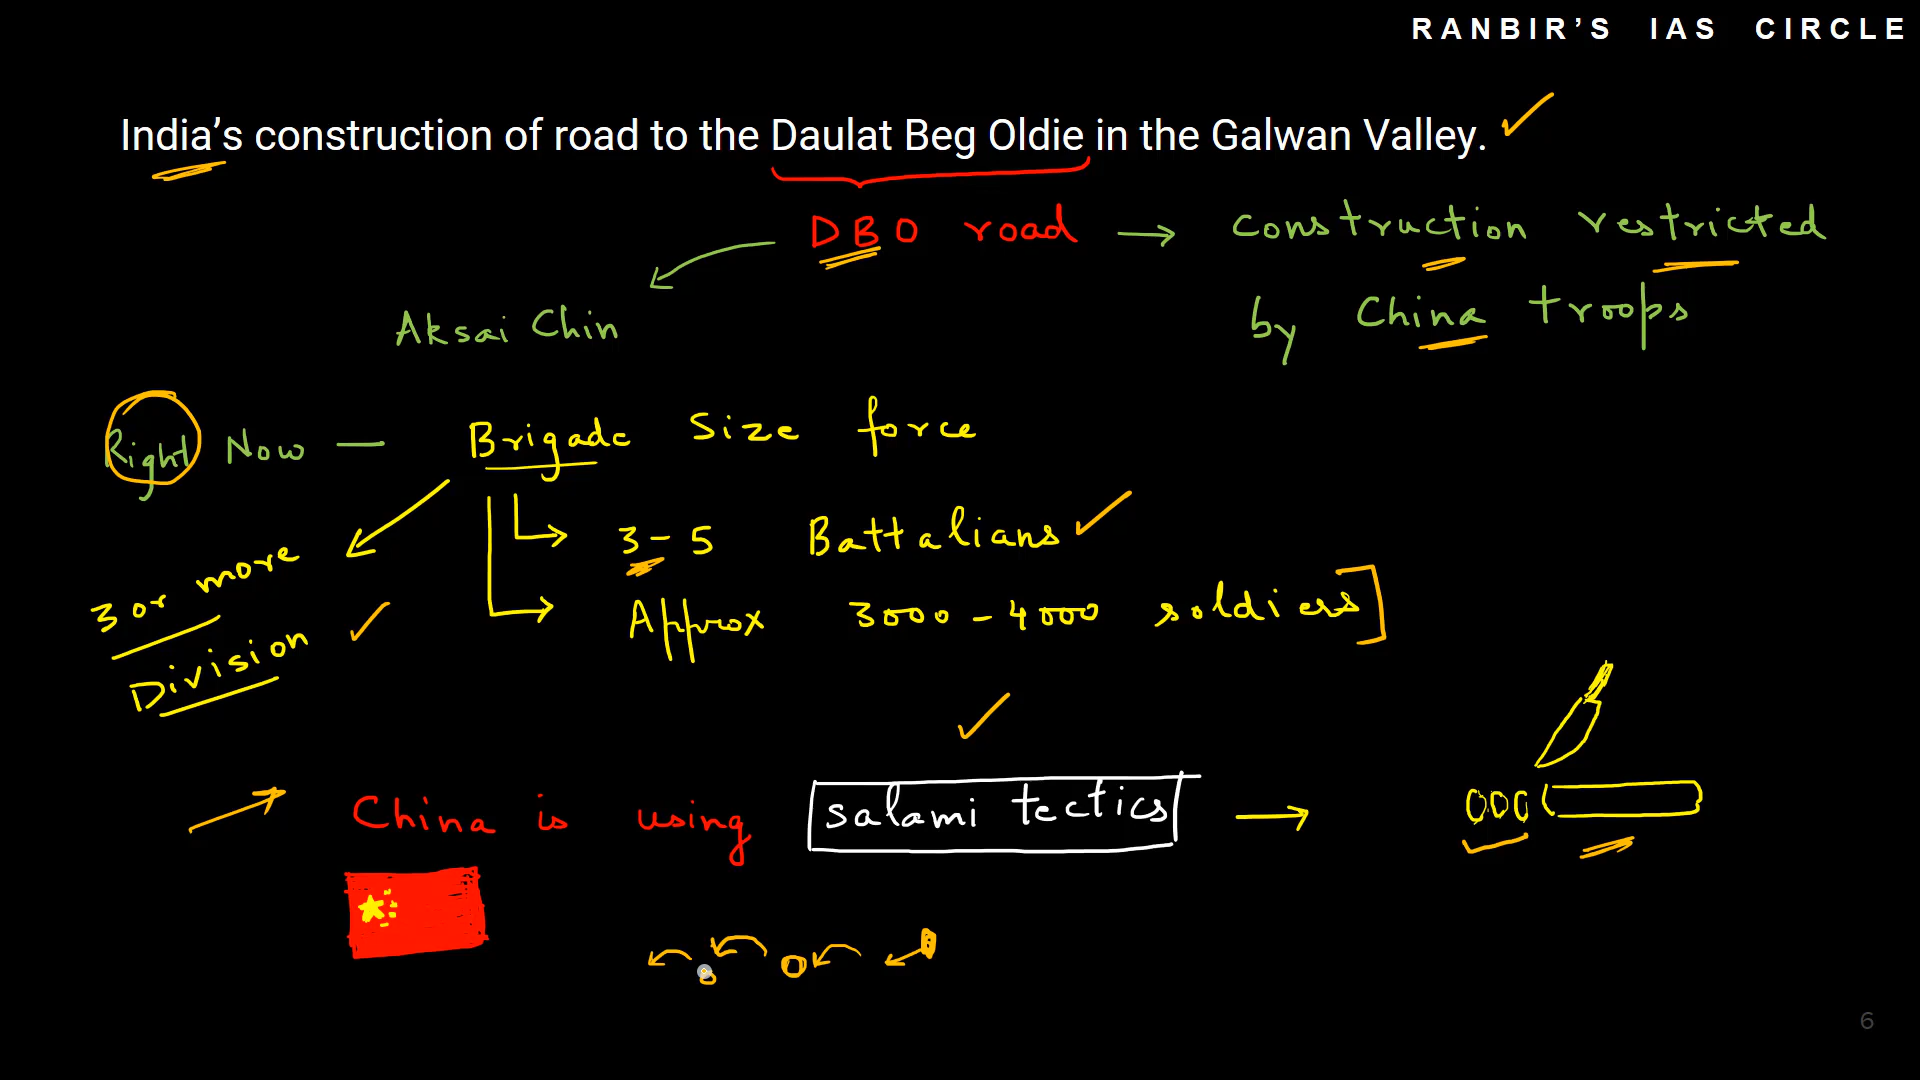 RANBIR’S IAS CIRCLE
India’s construction of road to the Daulat Beg Oldie in the Galwan Valley.
DBO road → construction restricted
by China troops
Aksai Chin
Right Now — Brigade Size force
3 - 5 Battalians
Approx 3000 - 4000 soldiers
3 or more
Division
China is using salami tectics →
6